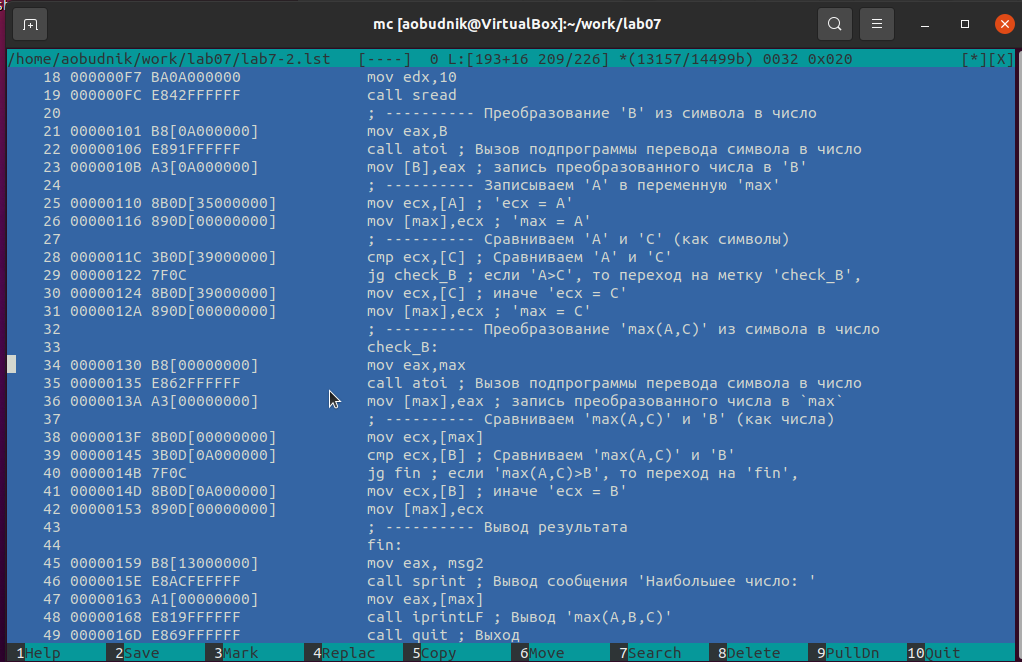 mc [aobudnik@VirtualBox]:~/work/lab07
/home/aobudnik/work/lab07/lab7-2.lst   [----]  0 L:[193+16 209/226] *(13157/14499b) 0032 0x020   [*][X]
18 000000F7 BA0A000000 mov edx,10
19 000000FC E842FFFFFF call sread
20 ; ---------- Преобразование 'B' из символа в число
21 00000101 B8[0A000000] mov eax,B
22 00000106 E891FFFFFF call atoi ; Вызов подпрограммы перевода символа в число
23 0000010B A3[0A000000] mov [B],eax ; запись преобразованного числа в 'B'
24 ; ---------- Записываем 'A' в переменную 'max'
25 00000110 8B0D[35000000] mov ecx,[A] ; 'ecx = A'
26 00000116 890D[00000000] mov [max],ecx ; 'max = A'
27 ; ---------- Сравниваем 'A' и 'С' (как символы)
28 0000011C 3B0D[39000000] cmp ecx,[C] ; Сравниваем 'A' и 'С'
29 00000122 7F0C jg check_B ; если 'A>C', то переход на метку 'check_B',
30 00000124 8B0D[39000000] mov ecx,[C] ; иначе 'ecx = C'
31 0000012A 890D[00000000] mov [max],ecx ; 'max = C'
32 ; ---------- Преобразование 'max(A,C)' из символа в число
33 check_B:
34 00000130 B8[00000000] mov eax,max
35 00000135 E862FFFFFF call atoi ; Вызов подпрограммы перевода символа в число
36 0000013A A3[00000000] mov [max],eax ; запись преобразованного числа в `max`
37 ; ---------- Сравниваем 'max(A,C)' и 'B' (как числа)
38 0000013F 8B0D[00000000] mov ecx,[max]
39 00000145 3B0D[0A000000] cmp ecx,[B] ; Сравниваем 'max(A,C)' и 'B'
40 0000014B 7F0C jg fin ; если 'max(A,C)>B', то переход на 'fin',
41 0000014D 8B0D[0A000000] mov ecx,[B] ; иначе 'ecx = B'
42 00000153 890D[00000000] mov [max],ecx
43 ; ---------- Вывод результата
44 fin:
45 00000159 B8[13000000] mov eax, msg2
46 0000015E E8ACFEFFFF call sprint ; Вывод сообщения 'Наибольшее число: '
47 00000163 A1[00000000] mov eax,[max]
48 00000168 E819FFFFFF call iprintLF ; Вывод 'max(A,B,C)'
49 0000016D E869FFFFFF call quit ; Выход
1Help 2Save 3Mark 4Replac 5Copy 6Move 7Search 8Delete 9PullDn 10Quit